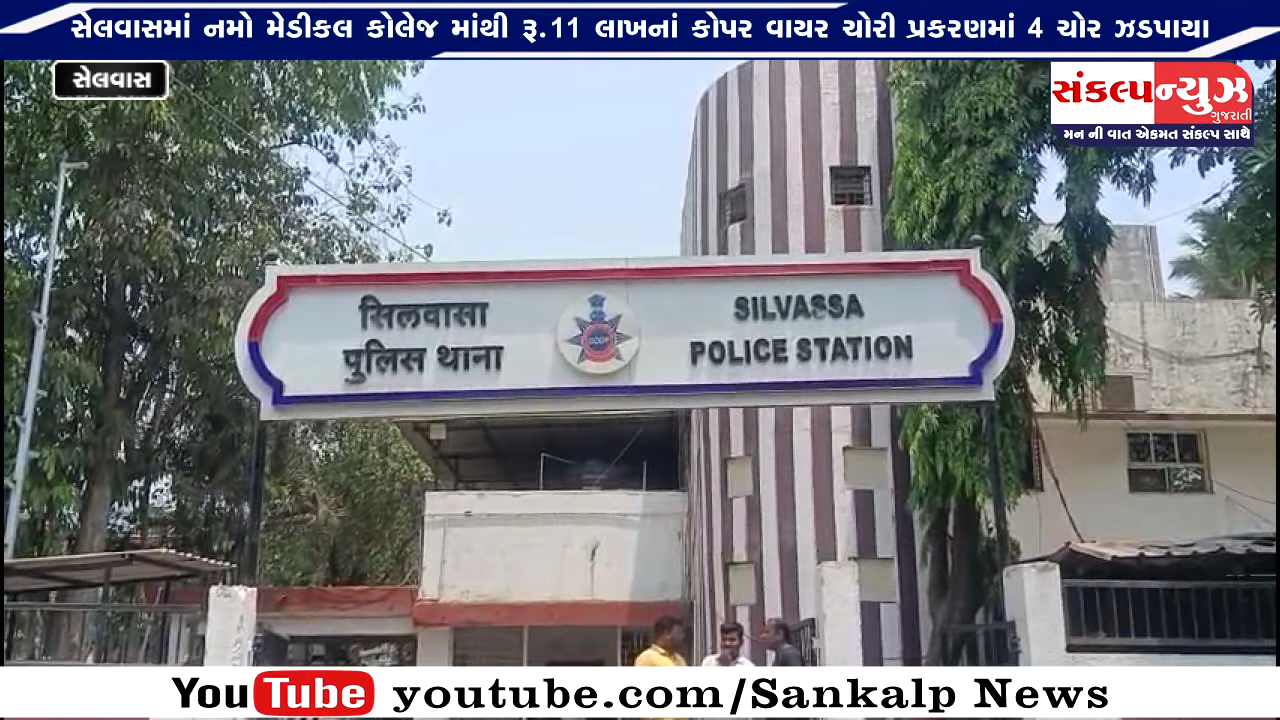 સેલવાસમાં નમો મેડીકલ કોલેજ માંથી રૂ.11 લાખનાં કોપર વાયર ચોરી પ્રકરણમાં 4 ચોર ઝડપાયા
સેલવાસ
સંકલ્પન્યુઝ
ગુજરાતી
મન ની વાત એકમત સંકલ્પ સાથે
सिलवासा
पुलिस थाना
SILVASSA
POLICE STATION
YouTube youtube.com/Sankalp News